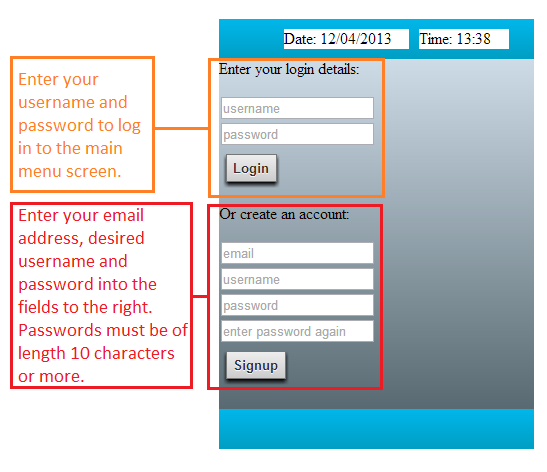 Date: 12/04/2013 Time: 13:38
Enter your
username and
password to log
in to the main
menu screen.
Enter your login details:
username
password
Login
Enter your email
address, desired
username and
password into the
fields to the right.
Passwords must be of
length 10 characters
or more.
Or create an account:
email
username
password
enter password again
Signup